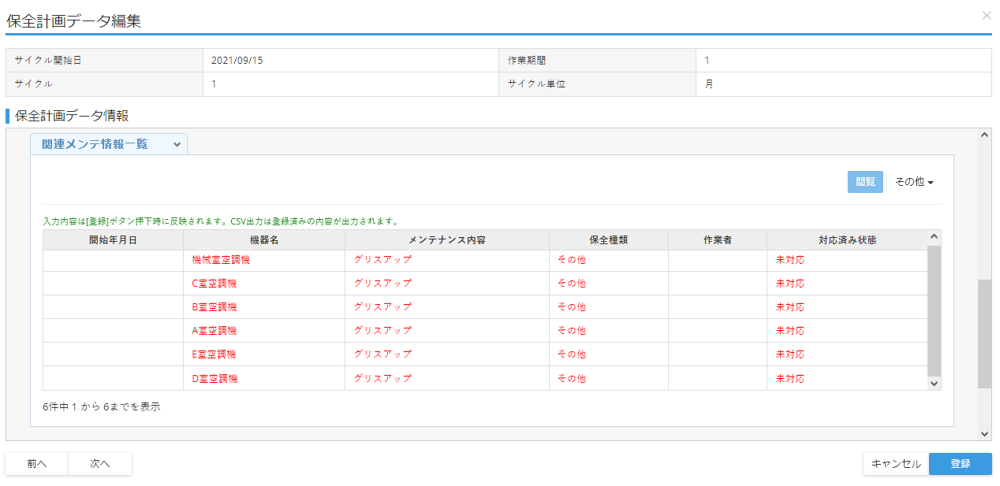 保全計画データ編集
×
サイクル開始日 2021/09/15 作業期間 1
サイクル 1 サイクル単位 月
保全計画データ情報
関連メンテ情報一覧
閲覧 その他
入力内容は[登録]ボタン押下時に反映されます。CSV出力は登録済みの内容が出力されます。
開始年月日 機器名 メンテナンス内容 保全種類 作業者 対応済み状態
機械室空調機 グリスアップ その他 未対応
C室空調機 グリスアップ その他 未対応
B室空調機 グリスアップ その他 未対応
A室空調機 グリスアップ その他 未対応
E室空調機 グリスアップ その他 未対応
D室空調機 グリスアップ その他 未対応
6件中 1 から 6までを表示
前へ 次へ キャンセル 登録